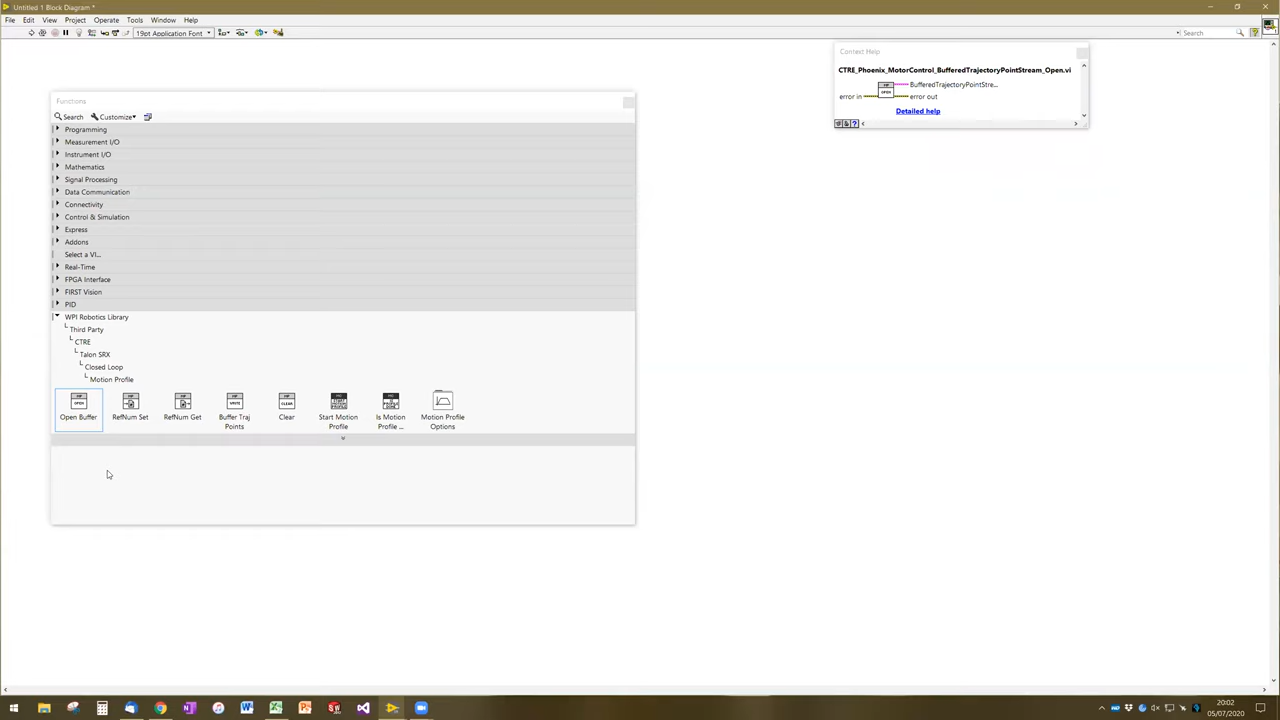 Untitled 1 Block Diagram *
File Edit View Project Operate Tools Window Help
19pt Application Font
Search
Context Help
CTRE_Phoenix_MotorControl_BufferedTrajectoryPointStream_Open.vi
BufferedTrajectoryPointStre...
error in
error out
Detailed help
Functions
Search Customize
Programming
Measurement I/O
Instrument I/O
Mathematics
Signal Processing
Data Communication
Connectivity
Control & Simulation
Express
Addons
Select a VI...
Real-Time
FPGA Interface
FIRST Vision
PID
WPI Robotics Library
Third Party
CTRE
Talon SRX
Closed Loop
Motion Profile
Open Buffer
RefNum Set
RefNum Get
Buffer Traj
Points
Clear
Start Motion
Profile
Is Motion
Profile ...
Motion Profile
Options
20:02
05/07/2020